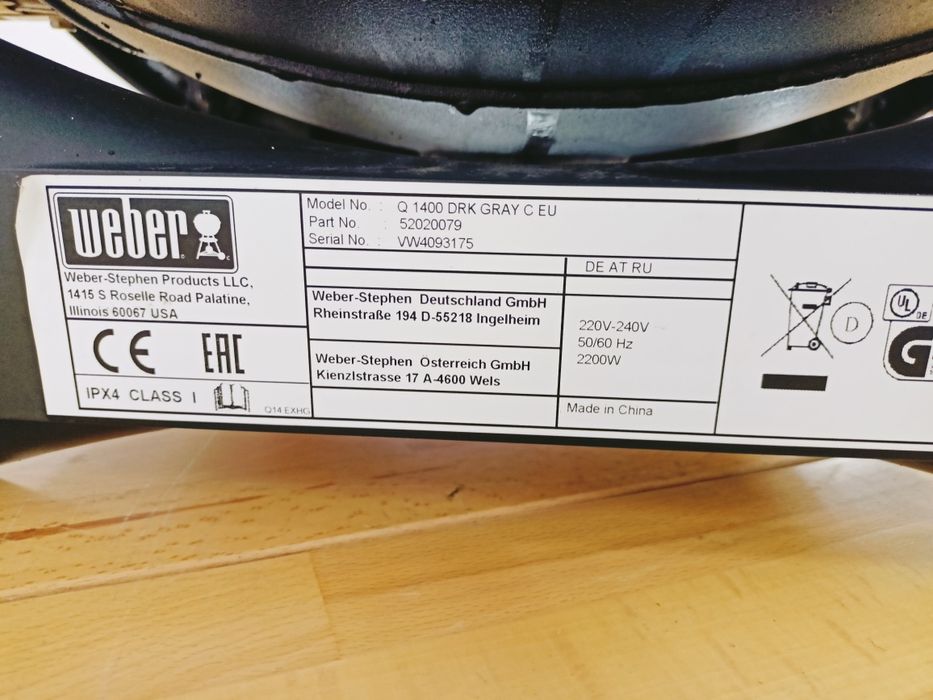 weber
Weber-Stephen Products LLC,
1415 S Roselle Road Palatine,
Illinois 60067 USA
CE EAC
IPX4 CLASS I
Q14 EXHG
Model No. : Q 1400 DRK GRAY C EU
Part No : 52020079
Serial No. : VW4093175
DE AT RU
Weber-Stephen Deutschland GmbH
Rheinstraße 194 D-55218 Ingelheim
Weber-Stephen Österreich GmbH
Kienzlstrasse 17 A-4600 Wels
220V-240V
50/60 Hz
2200W
Made in China
D
UL
DE
G